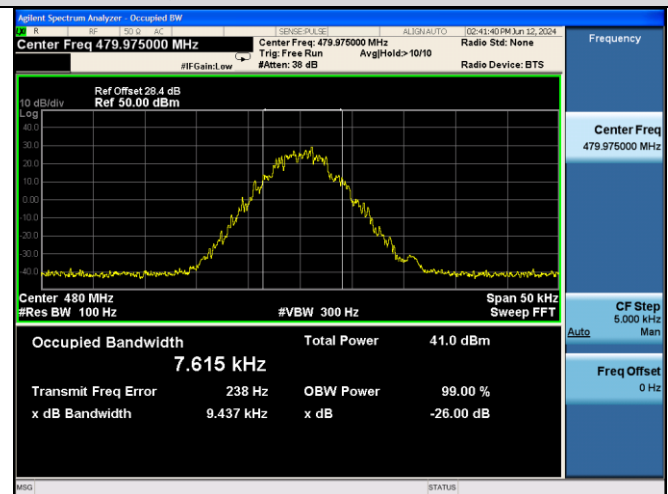 Agilent Spectrum Analyzer - Occupied BW
R RF 50 Ω AC SENSE:PULSE ALIGN AUTO 02:41:40 PM Jun 12, 2024
Center Freq 479.975000 MHz Center Freq: 479.975000 MHz Radio Std: None Frequency
Trig: Free Run Avg|Hold:> 10/10
#IFGain:Low #Atten: 38 dB Radio Device: BTS
Ref Offset 28.4 dB
10 dB/div Ref 50.00 dBm
Log
40.0
30.0
20.0
10.0
0.00
-10.0
-20.0
-30.0
-40.0
Center Freq
479.975000 MHz
Center 480 MHz Span 50 kHz
#Res BW 100 Hz #VBW 300 Hz Sweep FFT
CF Step
5.000 kHz
Auto Man
Occupied Bandwidth Total Power 41.0 dBm
7.615 kHz
Transmit Freq Error 238 Hz OBW Power 99.00 %
x dB Bandwidth 9.437 kHz x dB -26.00 dB
Freq Offset
0 Hz
MSG STATUS